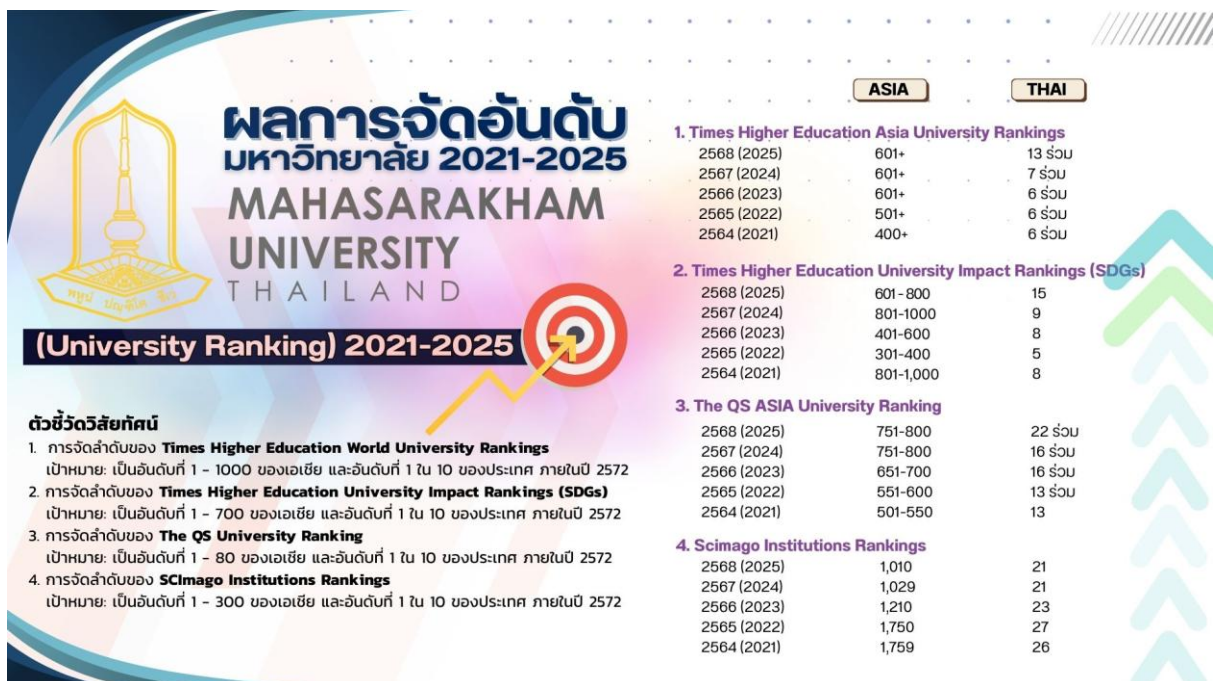 ผลการจัดอันดับ
มหาวิทยาลัย 2021-2025
MAHASARAKHAM
UNIVERSITY
THAILAND
พหูนํ ปณฺฑิโต ชีเว
(University Ranking) 2021-2025
ตัวชี้วัดวิสัยทัศน์
1. การจัดลำดับของ Times Higher Education World University Rankings
เป้าหมาย: เป็นอันดับที่ 1 - 1000 ของเอเชีย และอันดับที่ 1 ใน 10 ของประเทศ ภายในปี 2572
2. การจัดลำดับของ Times Higher Education University Impact Rankings (SDGs)
เป้าหมาย: เป็นอันดับที่ 1 - 700 ของเอเชีย และอันดับที่ 1 ใน 10 ของประเทศ ภายในปี 2572
3. การจัดลำดับของ The QS University Ranking
เป้าหมาย: เป็นอันดับที่ 1 - 80 ของเอเชีย และอันดับที่ 1 ใน 10 ของประเทศ ภายในปี 2572
4. การจัดลำดับของ SCImago Institutions Rankings
เป้าหมาย: เป็นอันดับที่ 1 - 300 ของเอเชีย และอันดับที่ 1 ใน 10 ของประเทศ ภายในปี 2572
ASIA THAI
1. Times Higher Education Asia University Rankings
2568 (2025) 601+ 13 ร่วม
2567 (2024) 601+ 7 ร่วม
2566 (2023) 601+ 6 ร่วม
2565 (2022) 501+ 6 ร่วม
2564 (2021) 400+ 6 ร่วม
2. Times Higher Education University Impact Rankings (SDGs)
2568 (2025) 601-800 15
2567 (2024) 801-1000 9
2566 (2023) 401-600 8
2565 (2022) 301-400 5
2564 (2021) 801-1,000 8
3. The QS ASIA University Ranking
2568 (2025) 751-800 22 ร่วม
2567 (2024) 751-800 16 ร่วม
2566 (2023) 651-700 16 ร่วม
2565 (2022) 551-600 13 ร่วม
2564 (2021) 501-550 13
4. Scimago Institutions Rankings
2568 (2025) 1,010 21
2567 (2024) 1,029 21
2566 (2023) 1,210 23
2565 (2022) 1,750 27
2564 (2021) 1,759 26